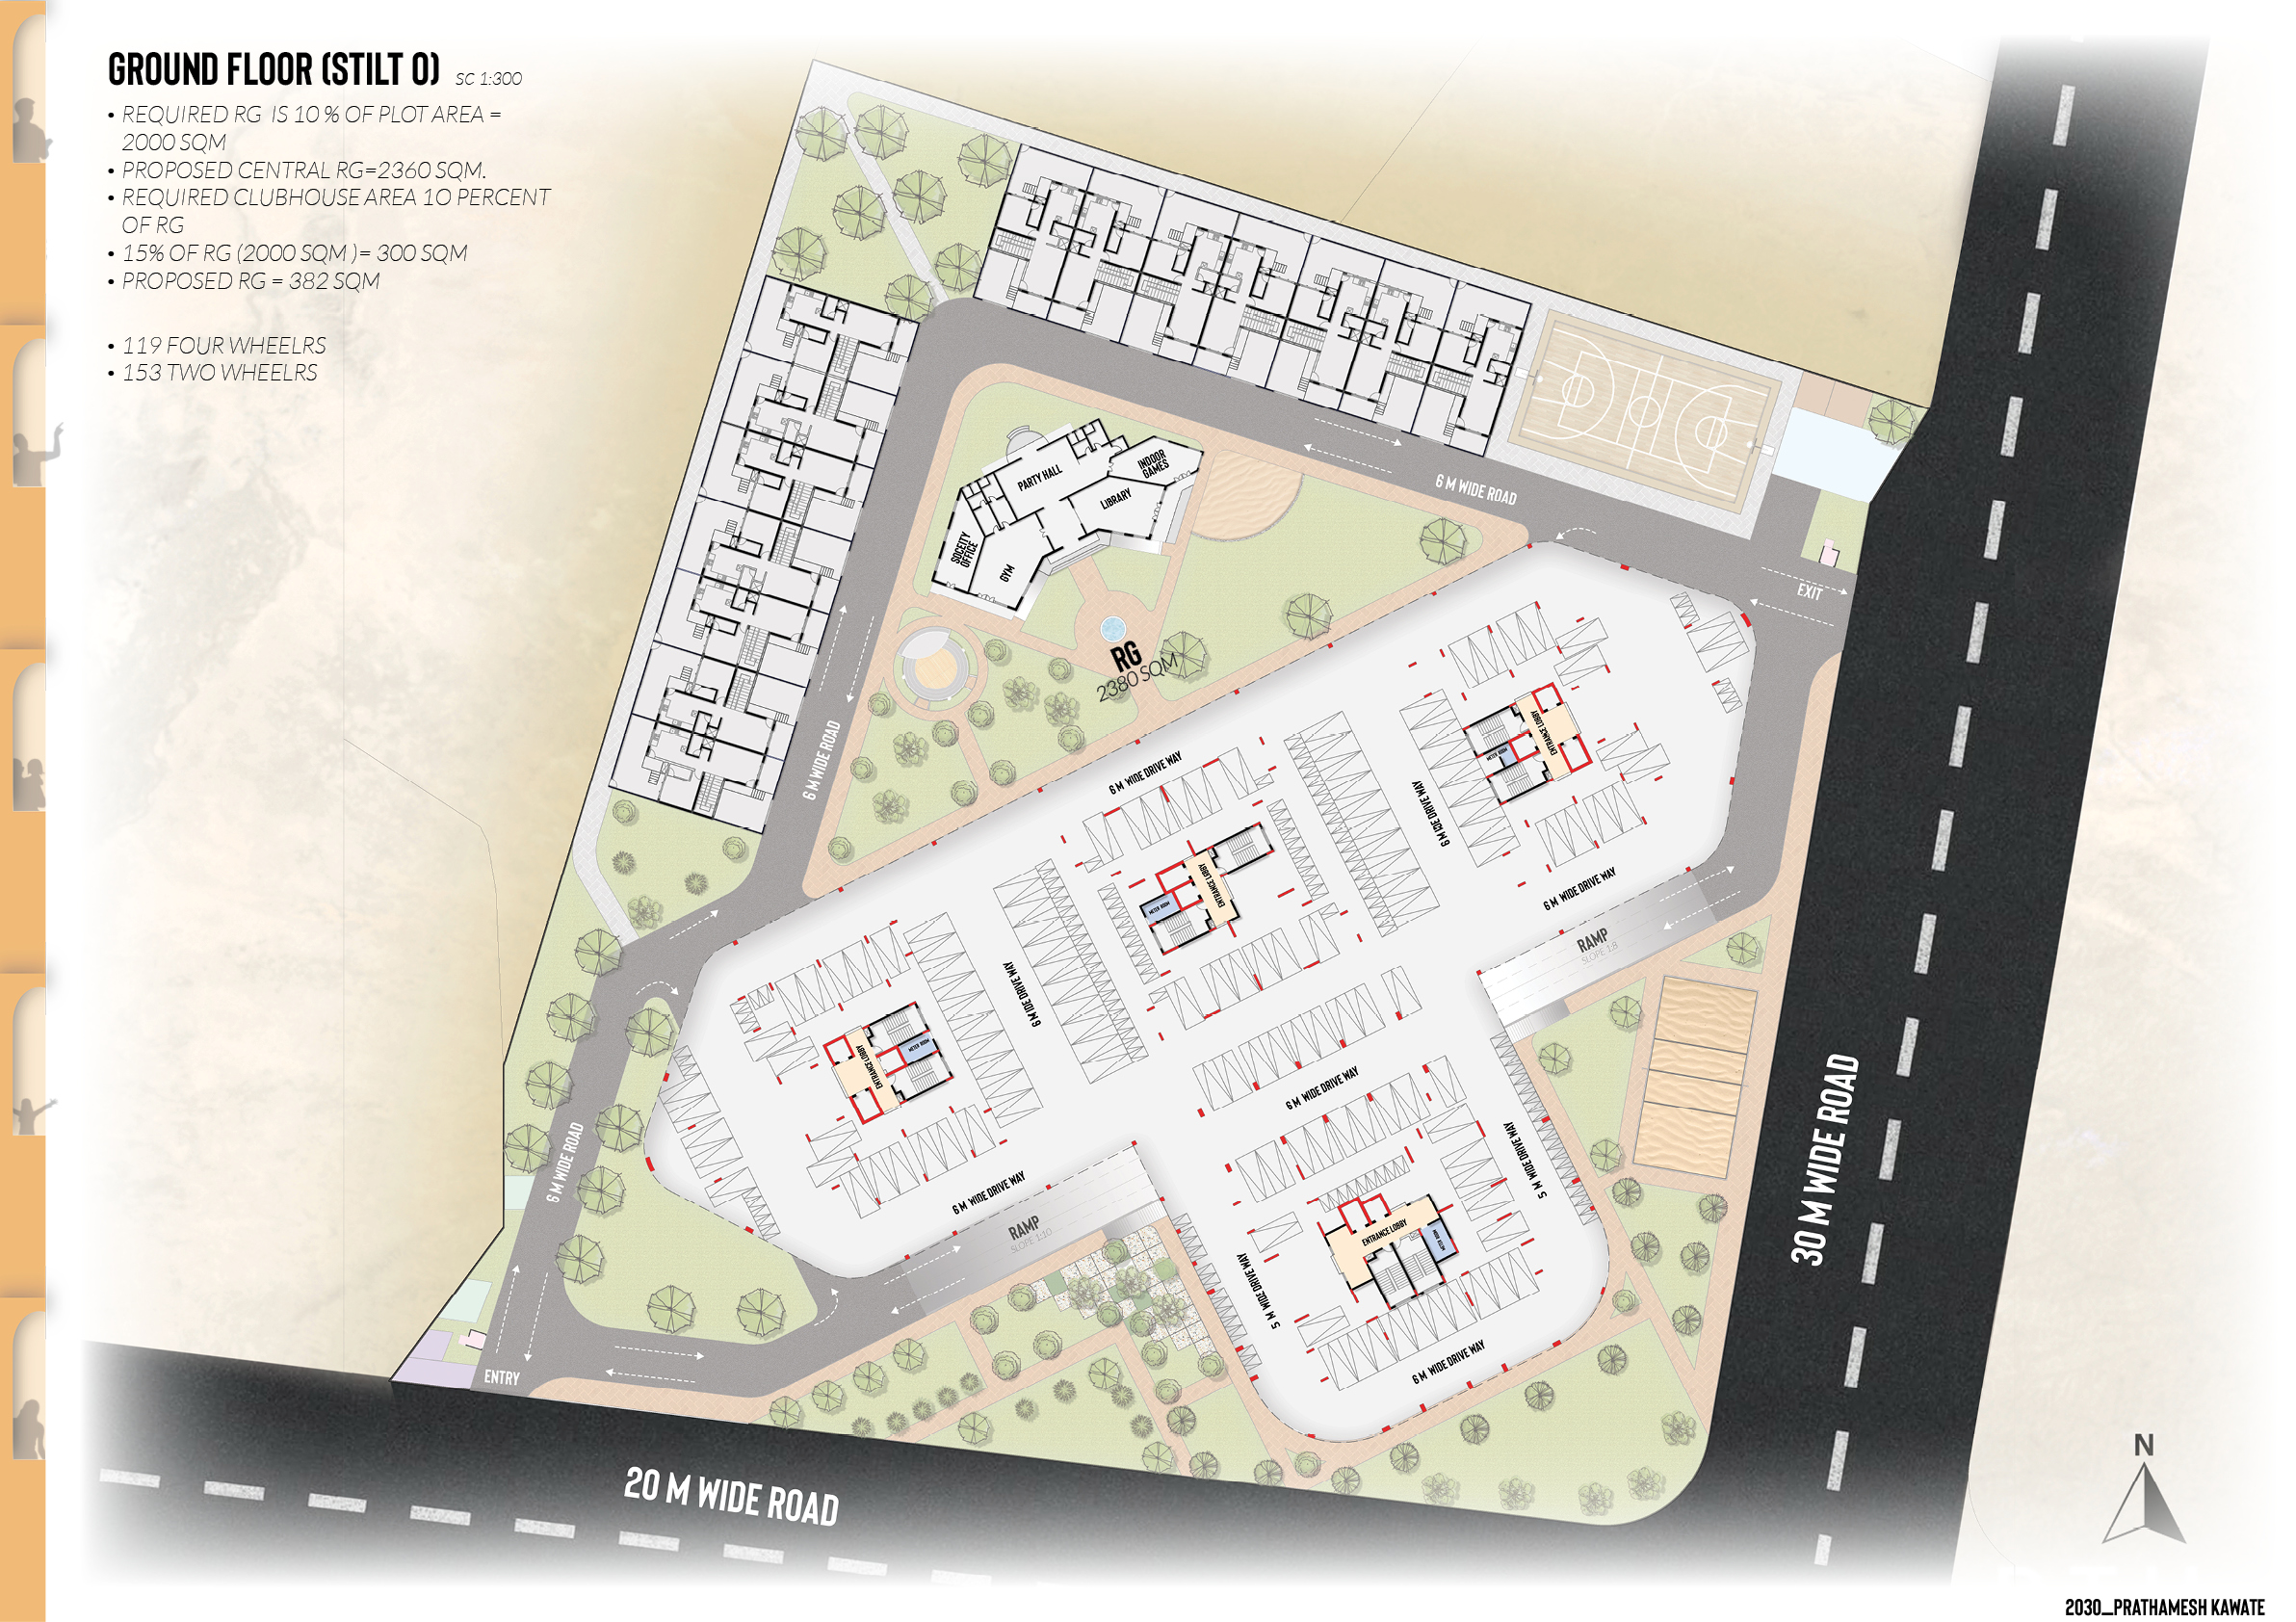 GROUND FLOOR (STILT 0) SC 1:300
• REQUIRED RG IS 10 % OF PLOT AREA =
2000 SQM
• PROPOSED CENTRAL RG=2360 SQM.
• REQUIRED CLUBHOUSE AREA 10 PERCENT
OF RG
• 15% OF RG (2000 SQM )= 300 SQM
• PROPOSED RG = 382 SQM
• 119 FOUR WHEELRS
• 153 TWO WHEELRS
PARTY HALL
INDOOR
GAMES
LIBRARY
SOCEITY
OFFICE
GYM
6 M WIDE ROAD
EXIT
RG
2380 SQM
6 M WIDE ROAD
6 M WIDE DRIVE WAY
ENTRANCE LOBBY
METER ROOM
6 M IDE DRIVE WAY
ENTRANCE LOBBY
METER ROOM
6 M WIDE DRIVE WAY
RAMP
SLOPE 1:8
6 M IDE DRIVE WAY
ENTRANCE LOBBY
METER ROOM
6 M WIDE DRIVE WAY
6 M WIDE ROAD
5 M WIDE DRIVE WAY
6 M WIDE DRIVE WAY
RAMP
SLOPE 1:10
ENTRANCE LOBBY
METER ROOM
5 M WIDE DRIVE WAY
6 M WIDE DRIVE WAY
30 M WIDE ROAD
ENTRY
20 M WIDE ROAD
N
2030_PRATHAMESH KAWATE